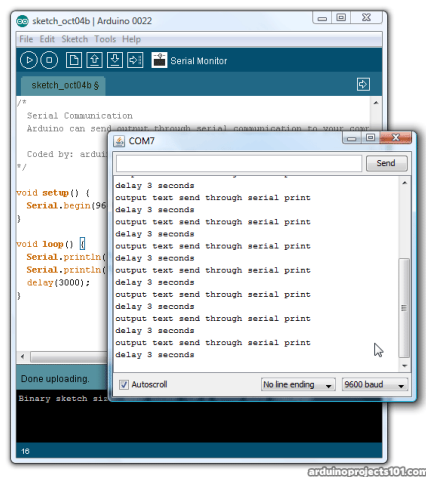 sketch_oct04b | Arduino 0022
File Edit Sketch Tools Help
Serial Monitor
sketch_oct04b §
/*
Serial Communication
Arduino can send output through serial communication to your
Coded by:
*/
void setup() {
Serial.begin(96
}
void loop() {
Serial.println(
Serial.println(
delay(3000);
}
COM7
Send
delay 3 seconds
output text send through serial print
delay 3 seconds
output text send through serial print
delay 3 seconds
output text send through serial print
delay 3 seconds
output text send through serial print
delay 3 seconds
output text send through serial print
delay 3 seconds
output text send through serial print
delay 3 seconds
output text send through serial print
delay 3 seconds
Autoscroll
No line ending
9600 baud
Done uploading.
Binary sketch
16
arduinoprojects101.com